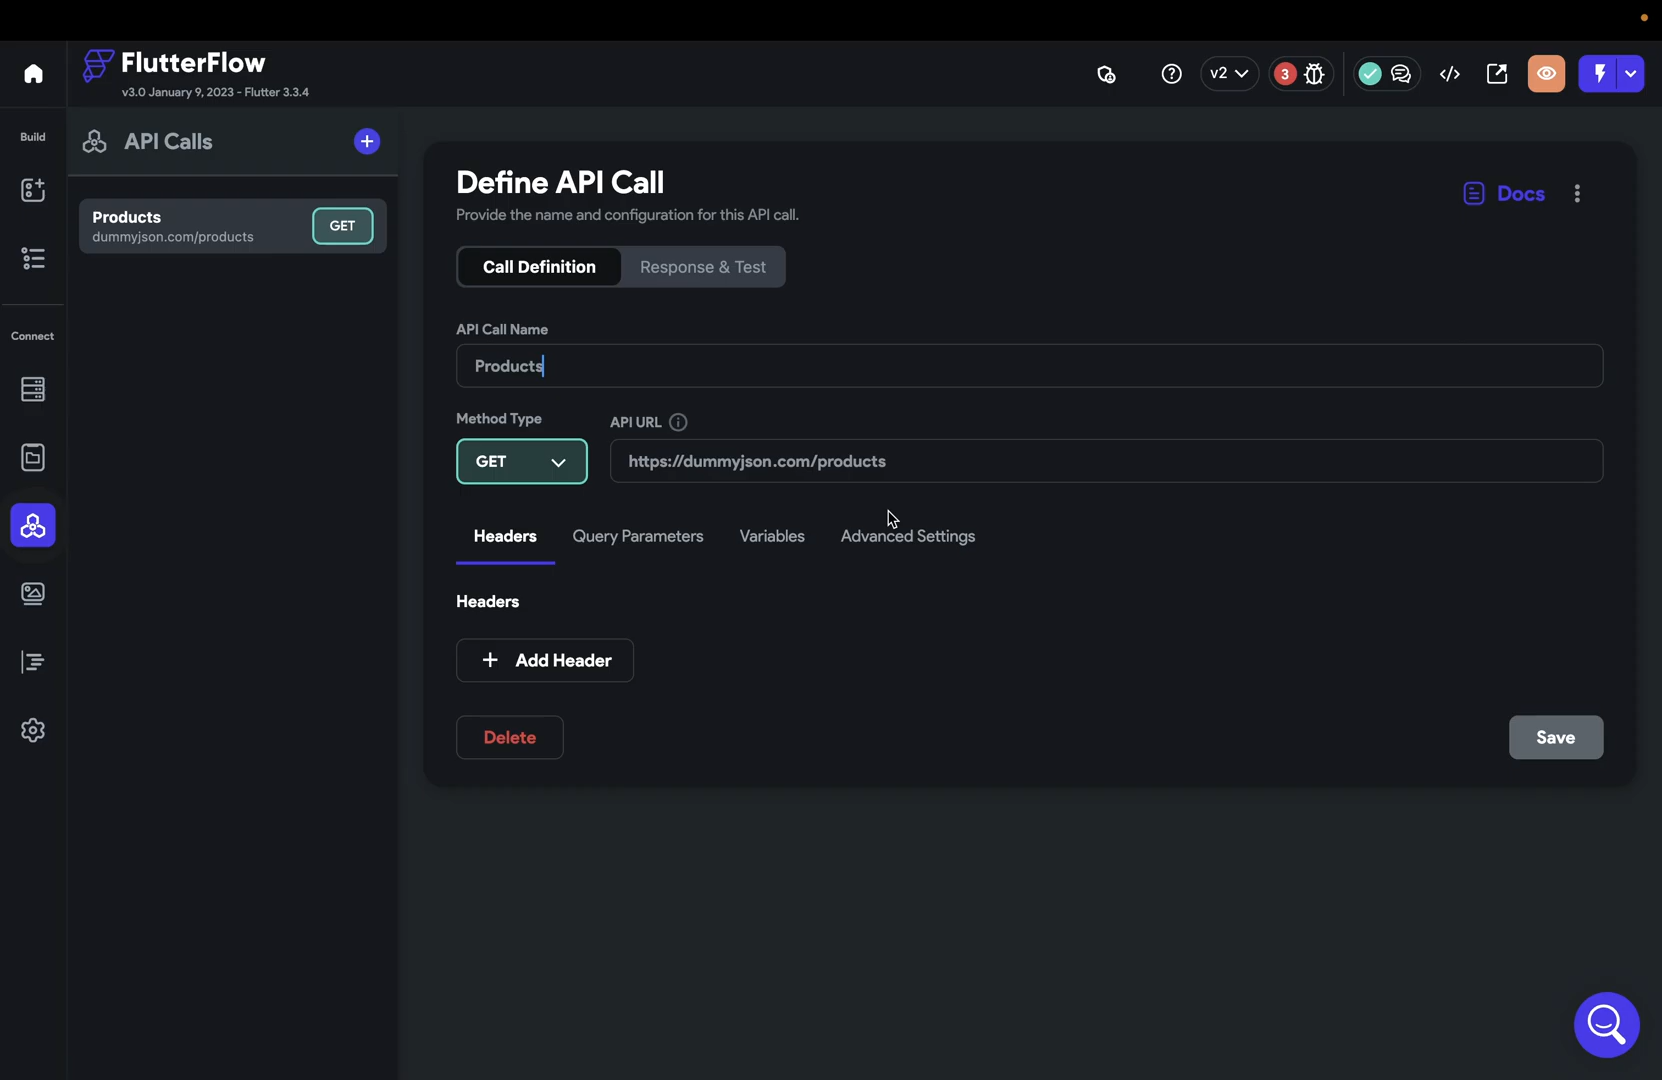 FlutterFlow
v3.0 January 9, 2023 - Flutter 3.3.4
v2
3
Build
API Calls
Products
dummyjson.com/products
GET
Connect
Define API Call
Provide the name and configuration for this API call.
Docs
Call Definition
Response & Test
API Call Name
Products
Method Type
API URL
GET
https://dummyjson.com/products
Headers
Query Parameters
Variables
Advanced Settings
Headers
+ Add Header
Delete
Save